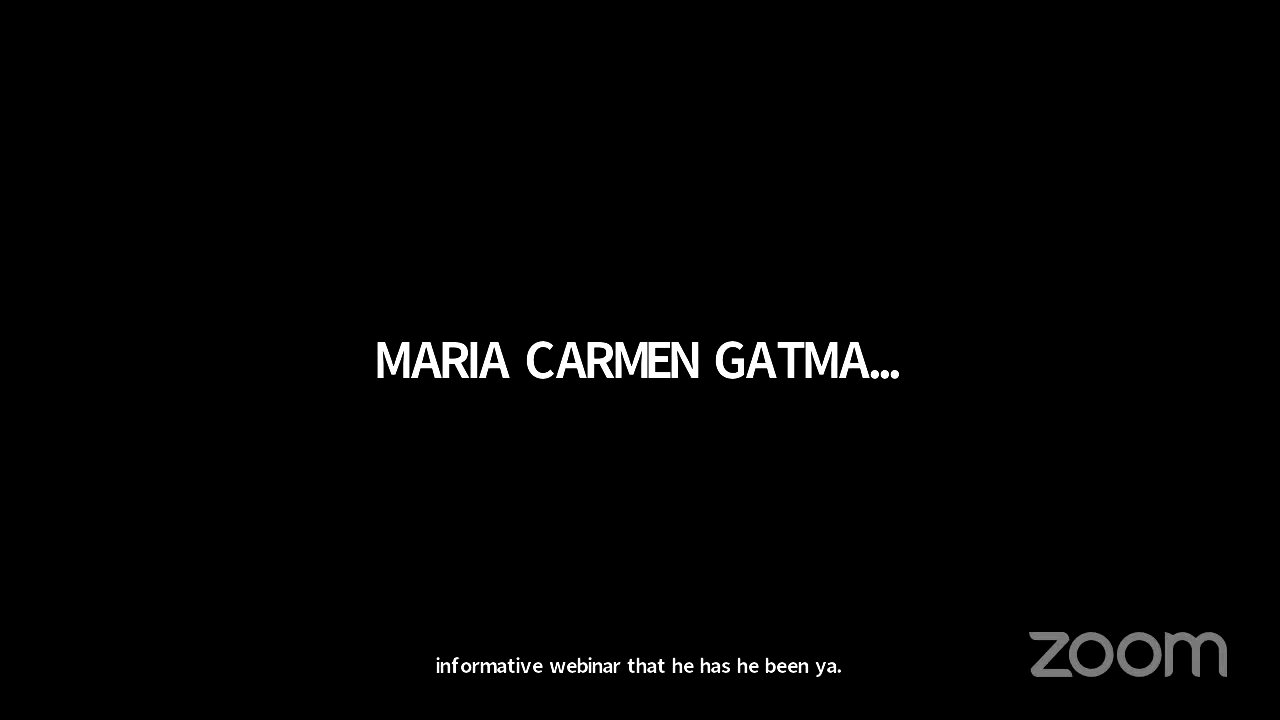 MARIA CARMEN GATMA...
informative webinar that he has he been ya.
zoom